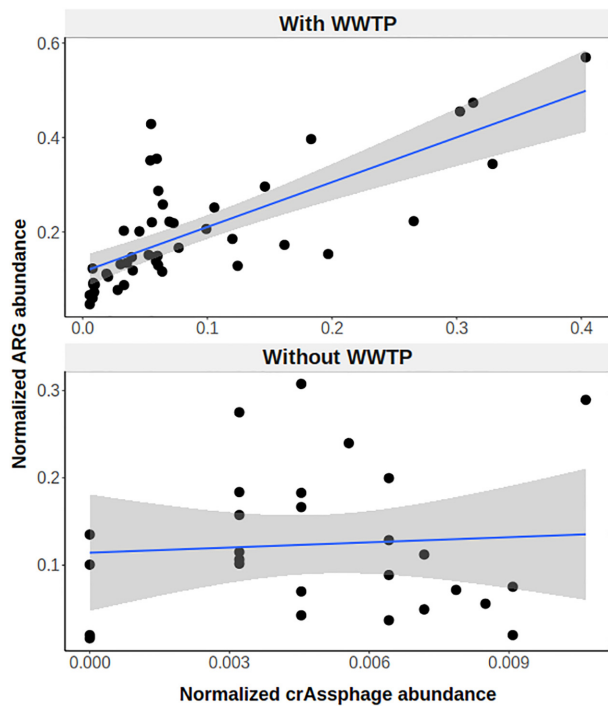 With WWTP
0.6
0.4
0.2
0.0 0.1 0.2 0.3 0.4
Normalized ARG abundance
Without WWTP
0.3
0.2
0.1
0.000 0.003 0.006 0.009
Normalized crAssphage abundance